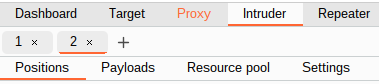 Dashboard Target Proxy Intruder Repeater
1 × 2 × +
Positions Payloads Resource pool Settings